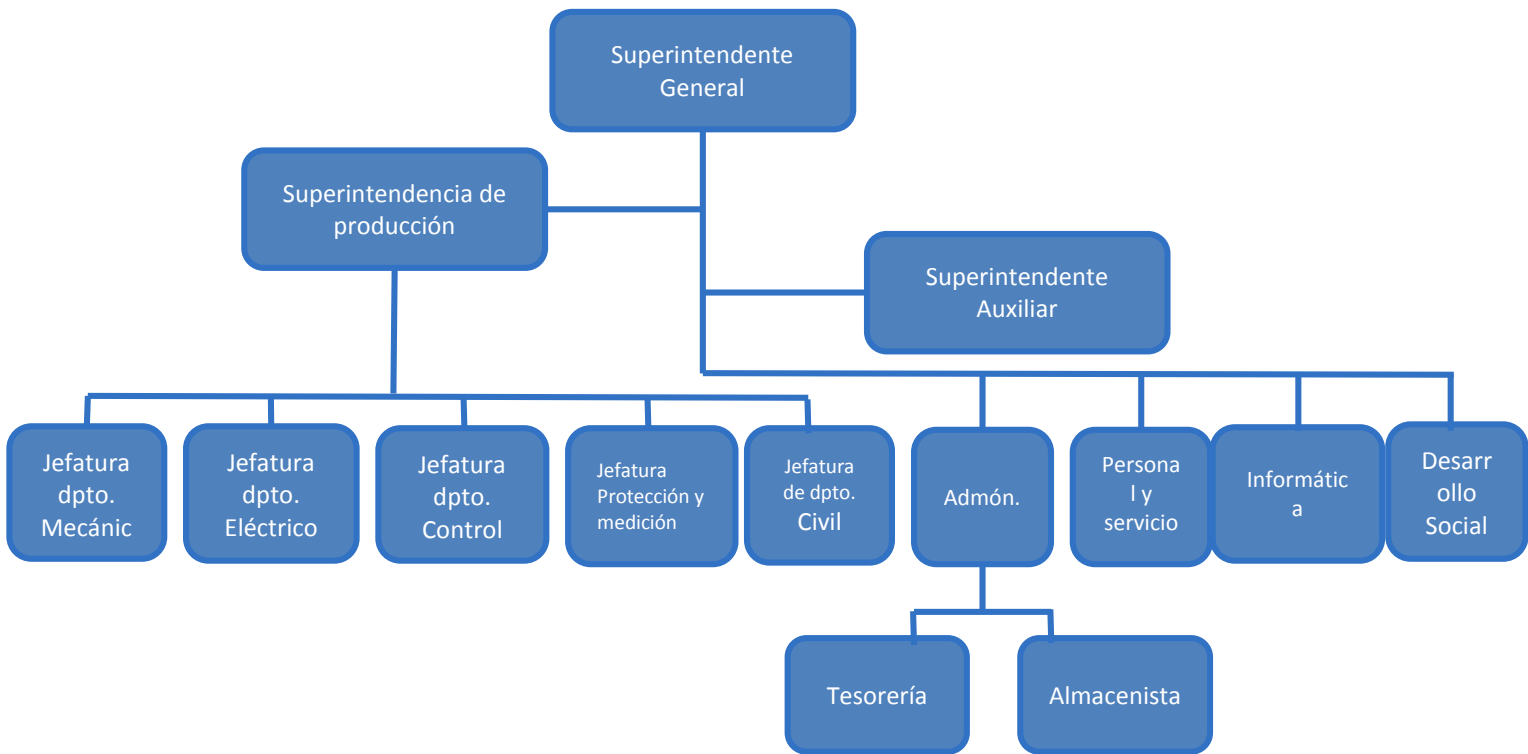 Superintendente
General
Superintendencia de
producción
Superintendente
Auxiliar
Jefatura
dpto.
Mecánic
Jefatura
dpto.
Eléctrico
Jefatura
dpto.
Control
Jefatura
Protección y
medición
Jefatura
de dpto.
Civil
Admón.
Persona
l y
servicio
Informátic
a
Desarr
ollo
Social
Tesorería
Almacenista